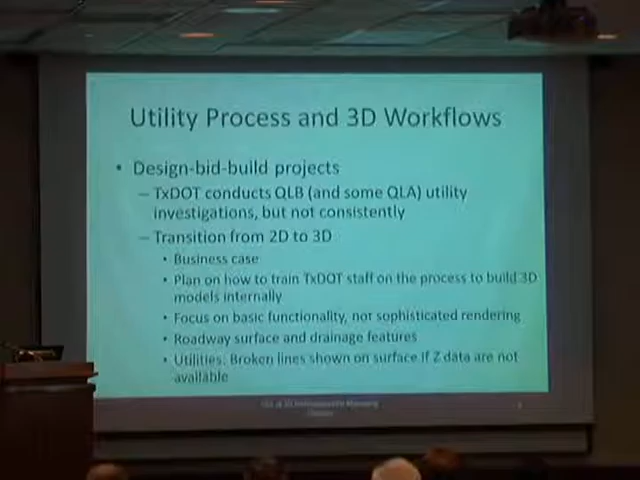 Utility Process and 3D Workflows
• Design-bid-build projects
– TxDOT conducts QLB (and some QLA) utility
investigations, but not consistently
– Transition from 2D to 3D
• Business case
• Plan on how to train TxDOT staff on the process to build 3D
models internally
• Focus on basic functionality, not sophisticated rendering
• Roadway surface and drainage features
• Utilities: Broken lines shown on surface if Z data are not
available